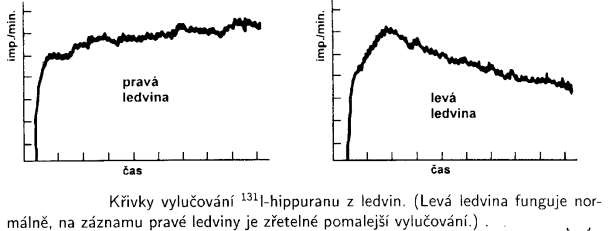 imp./min.
pravá
ledvina
čas
imp./min.
levá
ledvina
čas
Křivky vylučování ¹³¹I-hippuranu z ledvin. (Levá ledvina funguje nor-
málně, na záznamu pravé ledviny je zřetelné pomalejší vylučování.)